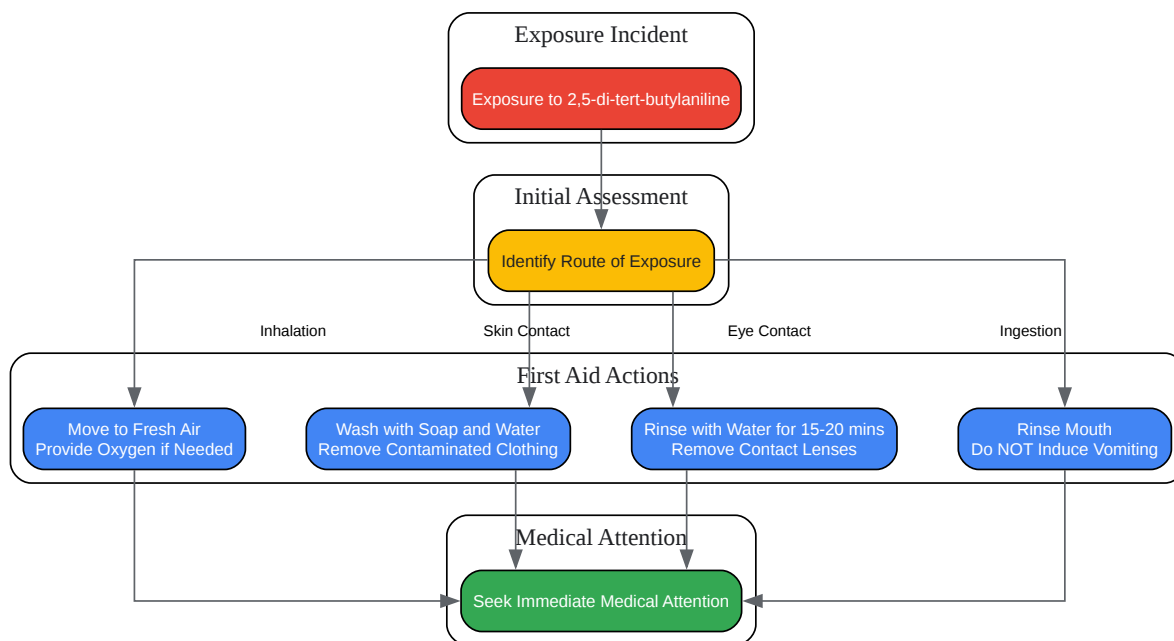 Exposure Incident
Exposure to 2,5-di-tert-butylaniline
Initial Assessment
Identify Route of Exposure
Inhalation
Skin Contact
Eye Contact
Ingestion
First Aid Actions
Move to Fresh Air
Provide Oxygen if Needed
Wash with Soap and Water
Remove Contaminated Clothing
Rinse with Water for 15-20 mins
Remove Contact Lenses
Rinse Mouth
Do NOT Induce Vomiting
Medical Attention
Seek Immediate Medical Attention